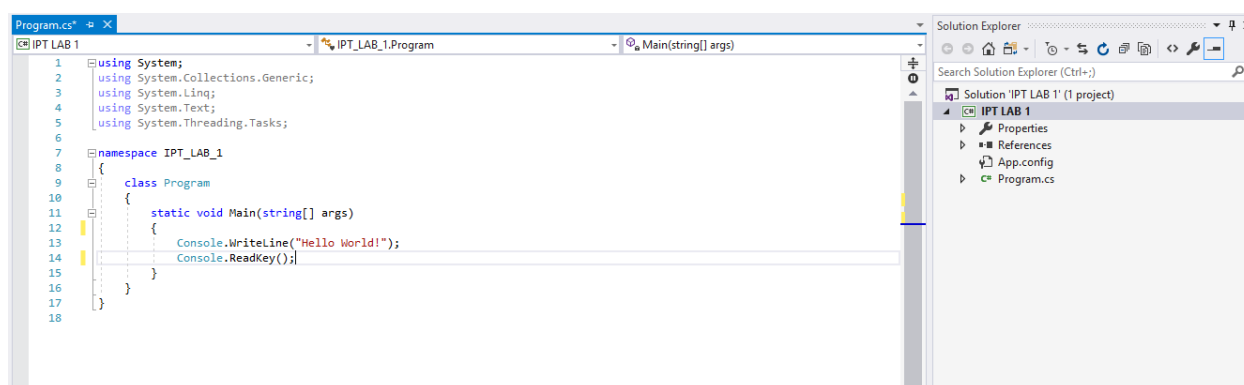 Program.cs*
IPT LAB 1
IPT_LAB_1.Program
Main(string[] args)
1 using System;
2 using System.Collections.Generic;
3 using System.Linq;
4 using System.Text;
5 using System.Threading.Tasks;
6
7 namespace IPT_LAB_1
8 {
9 class Program
10 {
11 static void Main(string[] args)
12 {
13 Console.WriteLine("Hello World!");
14 Console.ReadKey();
15 }
16 }
17 }
18
Solution Explorer
Search Solution Explorer (Ctrl+;)
Solution 'IPT LAB 1' (1 project)
C# IPT LAB 1
Properties
References
App.config
C# Program.cs